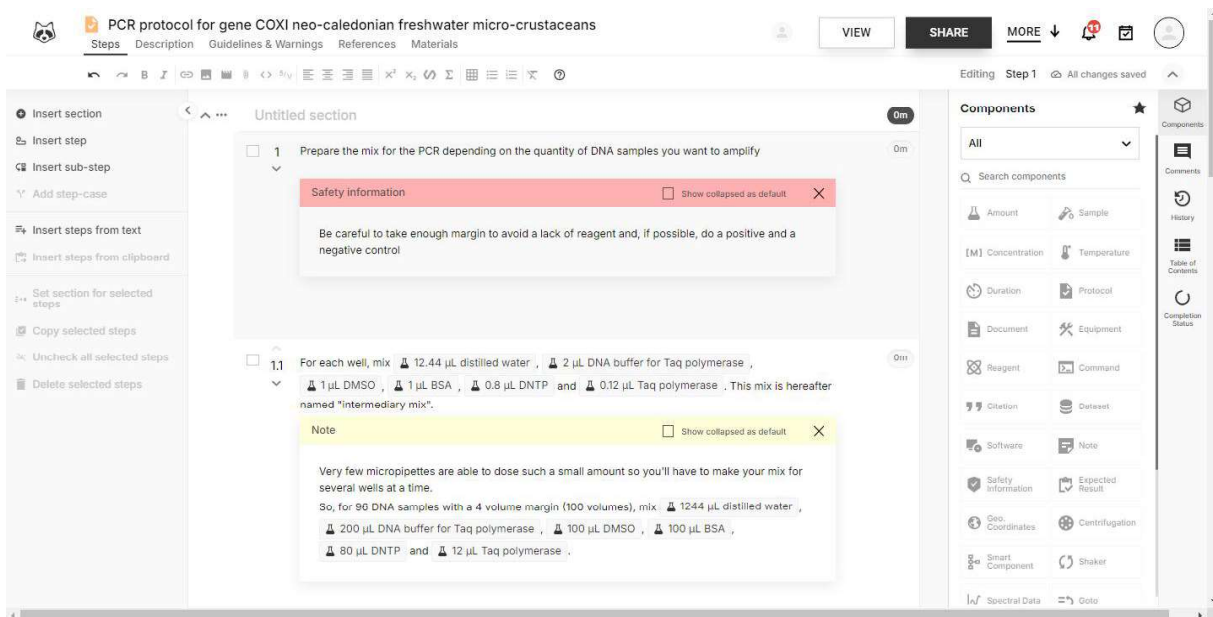 PCR protocol for gene COXI neo-caledonian freshwater micro-crustaceans
Steps Description Guidelines & Warnings References Materials
VIEW SHARE MORE
11
B I
Editing Step 1 All changes saved
Insert section
Insert step
Insert sub-step
Add step-case
Insert steps from text
Insert steps from clipboard
Set section for selected
steps
Copy selected steps
Uncheck all selected steps
Delete selected steps
Untitled section 0m
1 Prepare the mix for the PCR depending on the quantity of DNA samples you want to amplify 0m
Safety information Show collapsed as default
Be careful to take enough margin to avoid a lack of reagent and, if possible, do a positive and a
negative control
1.1 For each well, mix 12.44 µL distilled water , 2 µL DNA buffer for Taq polymerase , 0m
1 µL DMSO , 1 µL BSA , 0.8 µL DNTP and 0.12 µL Taq polymerase . This mix is hereafter
named "intermediary mix".
Note Show collapsed as default
Very few micropipettes are able to dose such a small amount so you'll have to make your mix for
several wells at a time.
So, for 96 DNA samples with a 4 volume margin (100 volumes), mix 1244 µL distilled water ,
200 µL DNA buffer for Taq polymerase , 100 µL DMSO , 100 µL BSA ,
80 µL DNTP and 12 µL Taq polymerase .
Components
All
Search components
Amount Sample
[M] Concentration Temperature
Duration Protocol
Document Equipment
Reagent Command
Citation Dataset
Software Note
Safety
Information Expected
Result
Geo.
Coordinates Centrifugation
Smart
Component Shaker
Spectral Data Goto
Components
Comments
History
Table of
Contents
Completion
Status